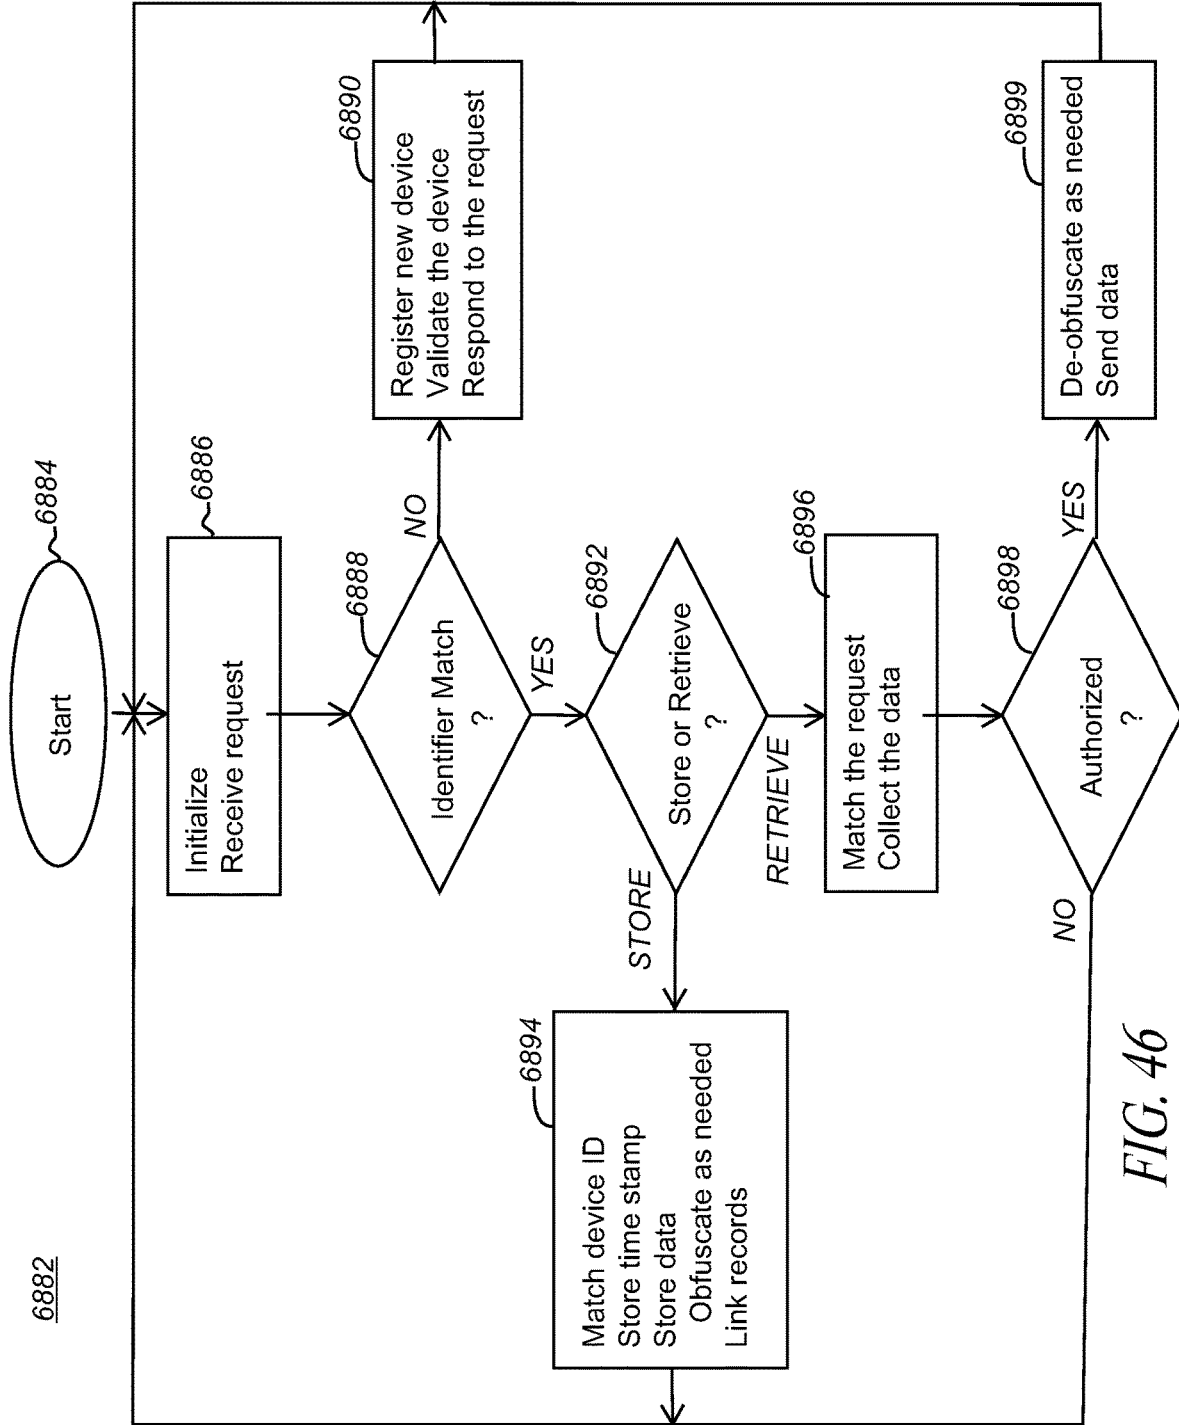 6882
Start
6884
Initialize
Receive request
6886
Identifier Match
?
6888
NO
Register new device
Validate the device
Respond to the request
6890
YES
Store or Retrieve
?
6892
STORE
Match device ID
Store time stamp
Store data
Obfuscate as needed
Link records
6894
RETRIEVE
Match the request
Collect the data
6896
Authorized
?
6898
NO
YES
De-obfuscate as needed
Send data
6899
FIG. 46